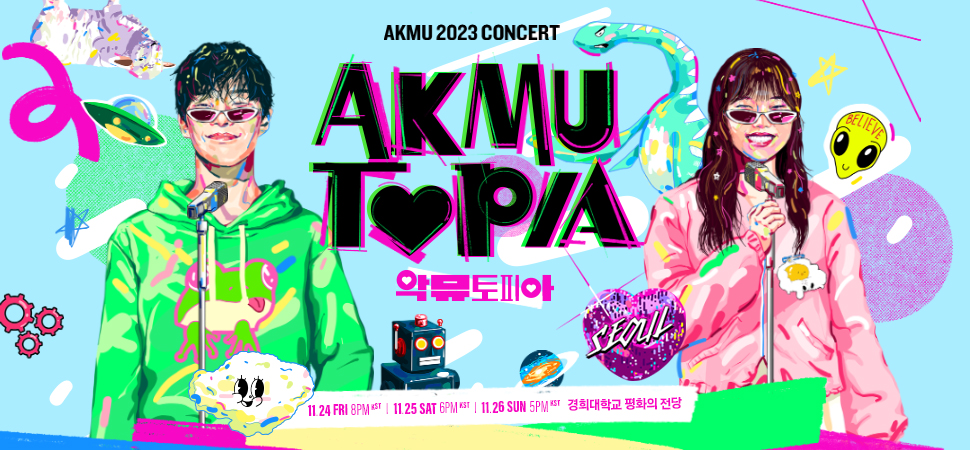 AKMU 2023 CONCERT
AKMU
TOPIA
악뮤토피아
BELIEVE
SEOUL
11.24 FRI 8PM KST | 11.25 SAT 6PM KST | 11.26 SUN 5PM KST 경희대학교 평화의 전당